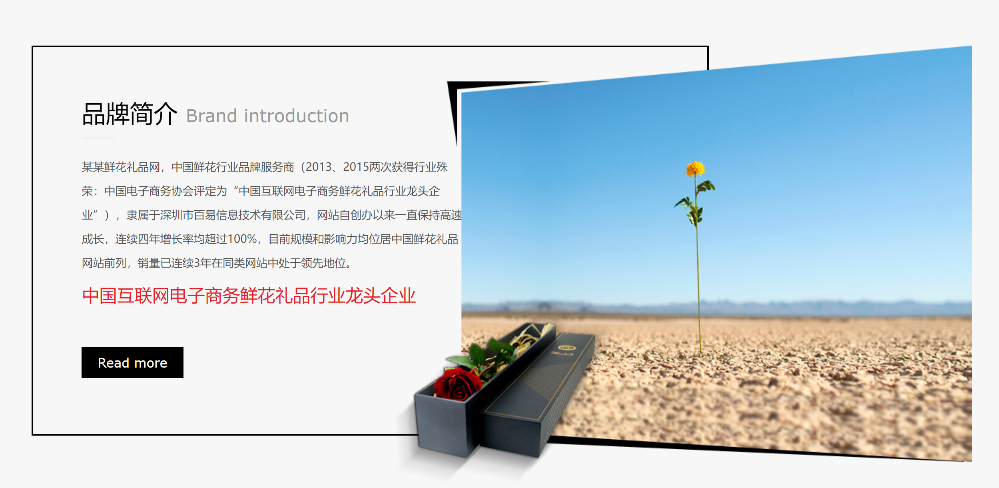 品牌简介 Brand introduction
某某鲜花礼品网，中国鲜花行业品牌服务商（2013、2015两次获得行业殊
荣：中国电子商务协会评定为“中国互联网电子商务鲜花礼品行业龙头企
业”），隶属于深圳市百易信息技术有限公司，网站自创办以来一直保持高速
成长，连续四年增长率均超过100%，目前规模和影响力均位居中国鲜花礼品
网站前列，销量已连续3年在同类网站中处于领先地位。
中国互联网电子商务鲜花礼品行业龙头企业
Read more